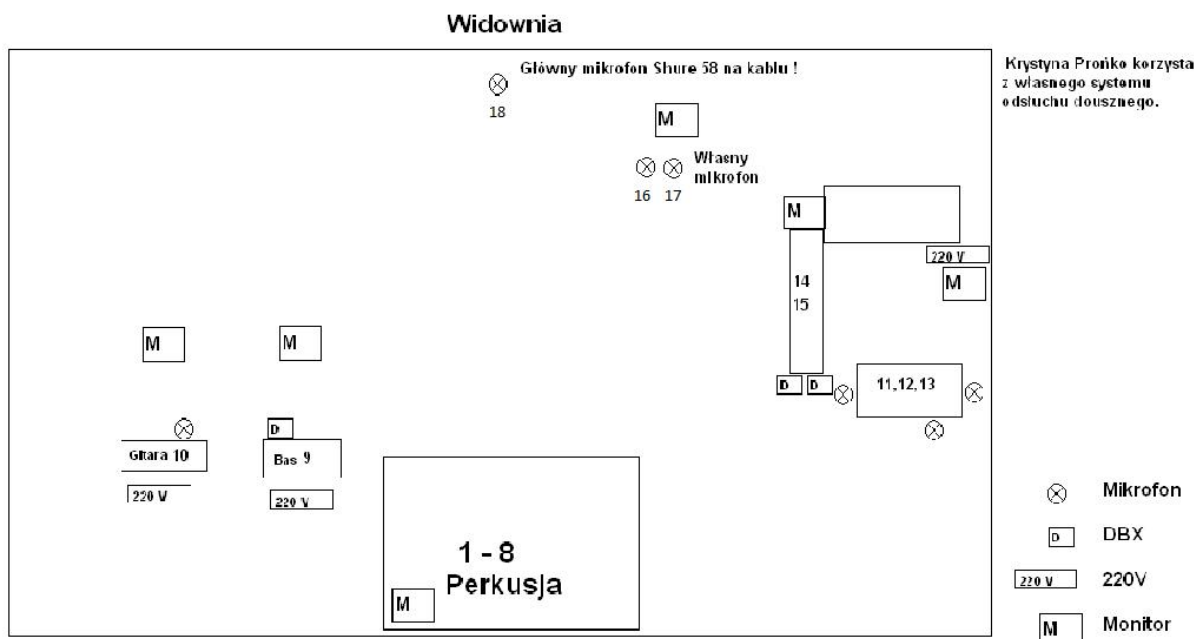 Widownia
Główny mikrofon Shure 58 na kablu !
18
Krystyna Prońko korzysta
z własnego systemu
odsłuchu dousznego.
M
Własny
mikrofon
16 17
M
220 V
M
14
15
M
M
D D
11,12,13
D
Gitara 10
Bas 9
220 V
220 V
1 - 8
Perkusja
M
Mikrofon
D DBX
220 V 220V
M Monitor